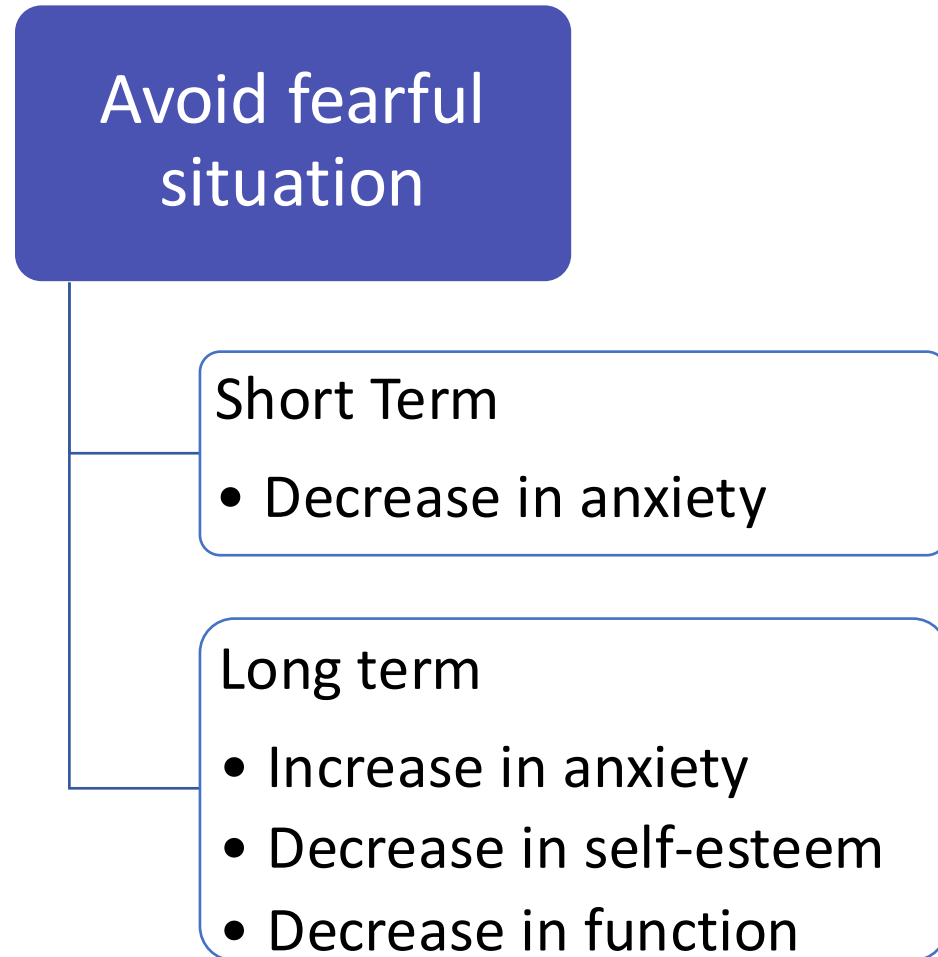 Avoid fearful
situation
Short Term
• Decrease in anxiety
Long term
• Increase in anxiety
• Decrease in self-esteem
• Decrease in function